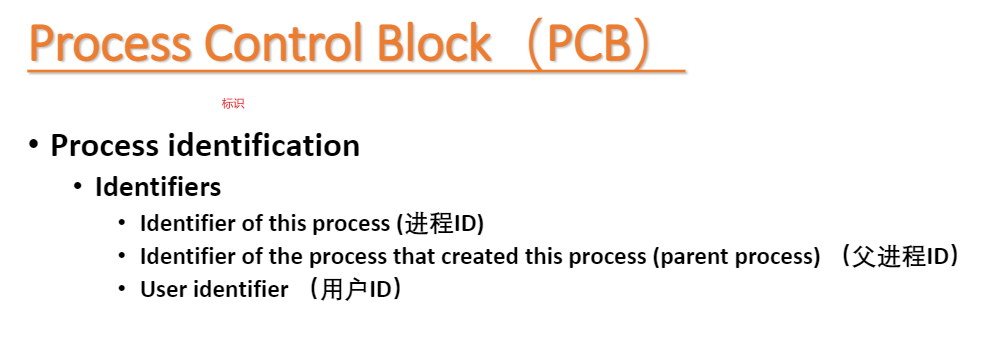 Process Control Block（PCB）
标识
• Process identification
• Identifiers
• Identifier of this process (进程ID)
• Identifier of the process that created this process (parent process) （父进程ID）
• User identifier （用户ID）